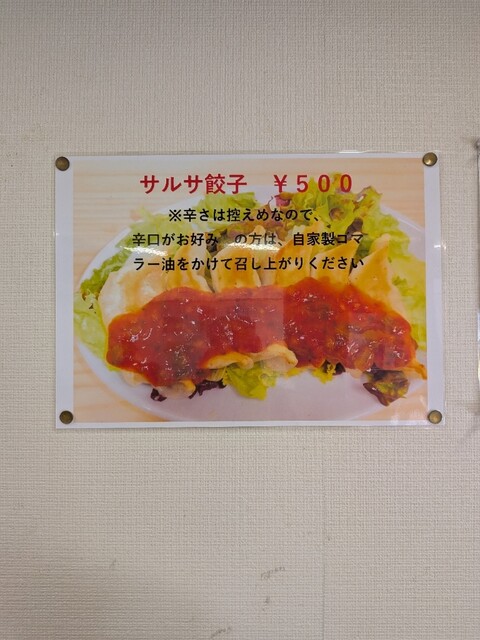 サルサ餃子　￥５００
※辛さは控えめなので、
辛口がお好み の方は、自家製ゴマ
ラー油をかけて召し上がりください